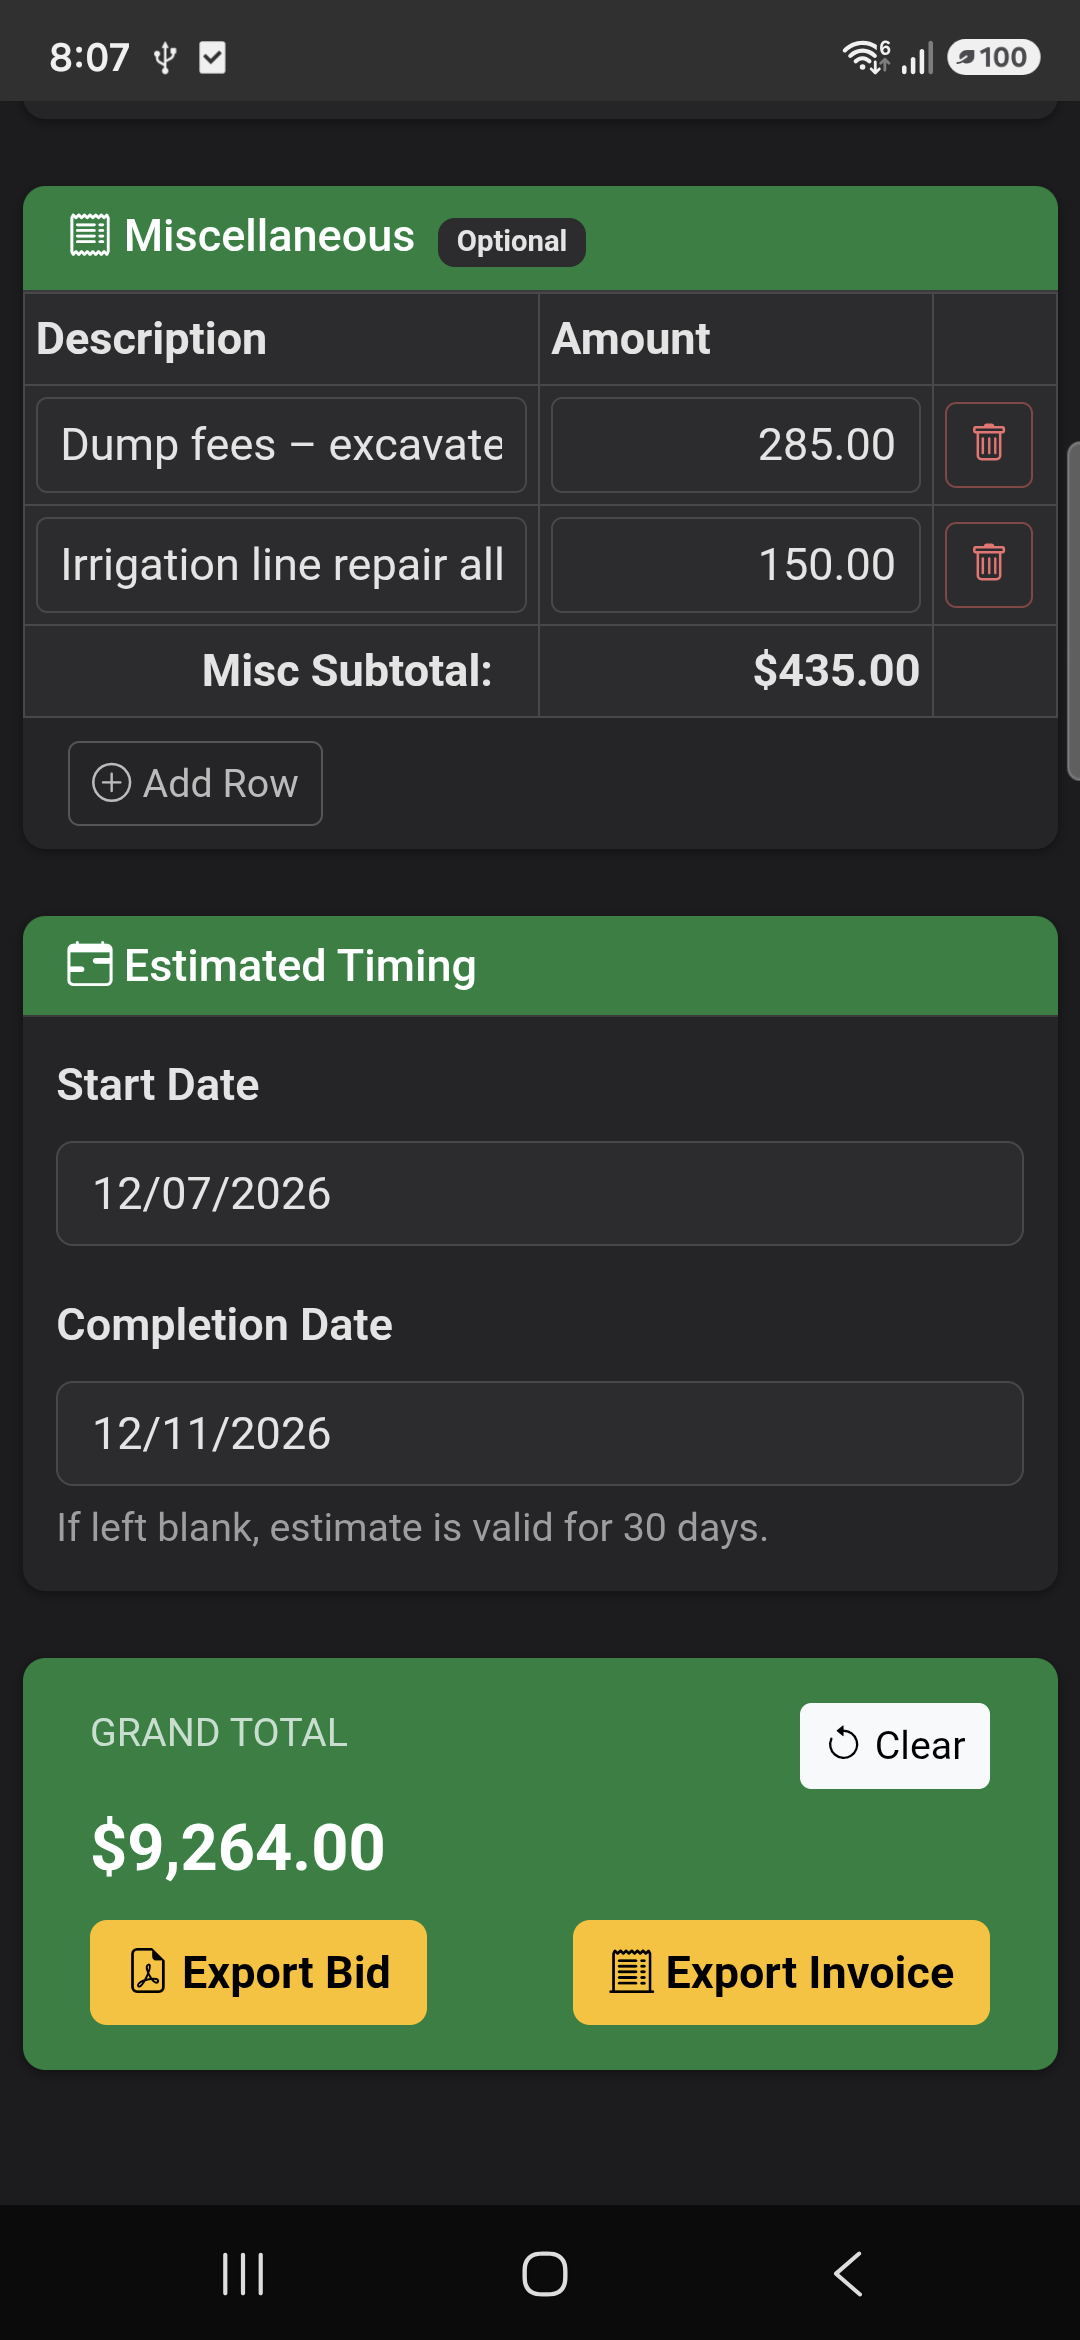 8:07
6
100
Miscellaneous Optional
Description Amount
Dump fees – excavate 285.00
Irrigation line repair all 150.00
Misc Subtotal: $435.00
Add Row
Estimated Timing
Start Date
12/07/2026
Completion Date
12/11/2026
If left blank, estimate is valid for 30 days.
GRAND TOTAL
Clear
$9,264.00
Export Bid Export Invoice